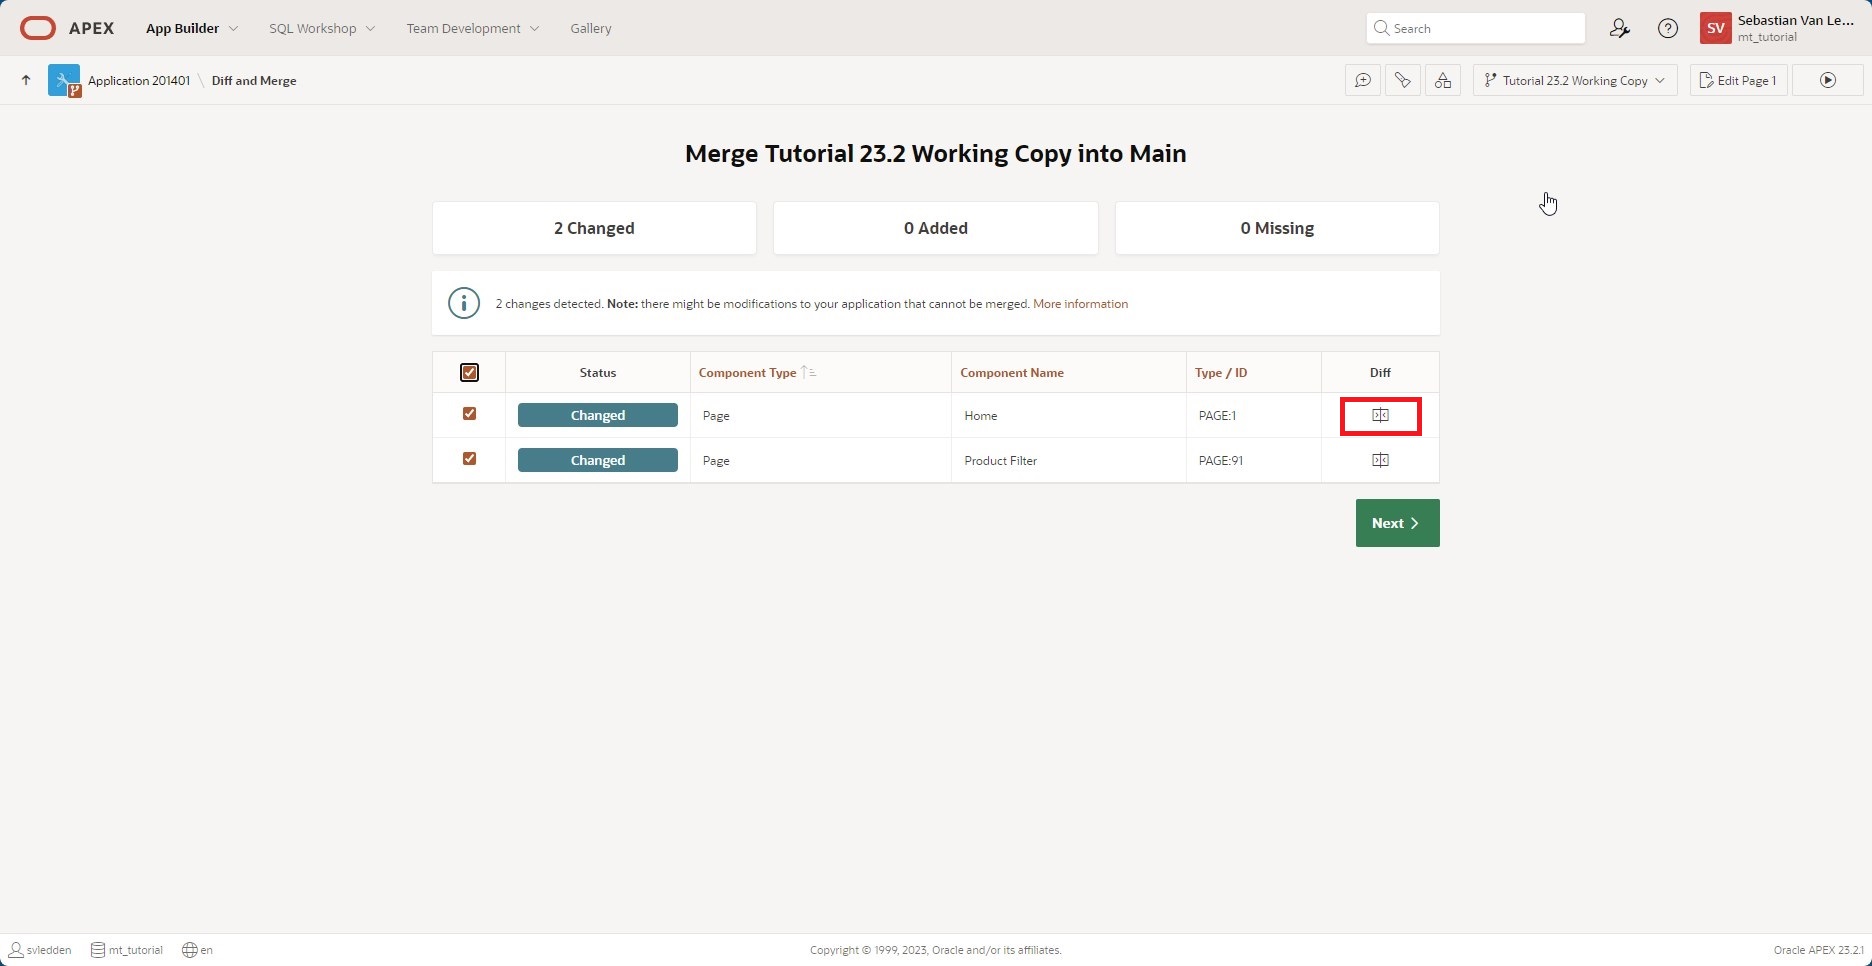 APEX App Builder SQL Workshop Team Development Gallery Search SV Sebastian Van Le...
mt_tutorial
Application 201401 \ Diff and Merge Tutorial 23.2 Working Copy Edit Page 1
Merge Tutorial 23.2 Working Copy into Main
2 Changed 0 Added 0 Missing
2 changes detected. Note: there might be modifications to your application that cannot be merged. More information
Status Component Type Component Name Type / ID Diff
Changed Page Home PAGE:1
Changed Page Product Filter PAGE:91
Next
svledden mt_tutorial en Copyright © 1999, 2023, Oracle and/or its affiliates. Oracle APEX 23.2.1